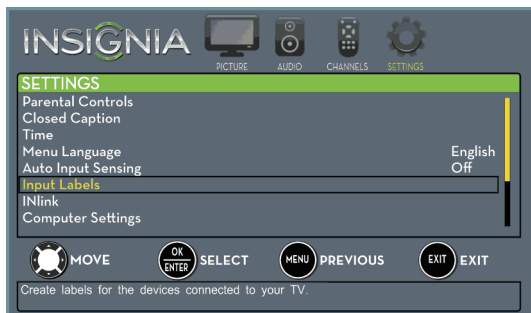 INSIGNIA
PICTURE AUDIO CHANNELS SETTINGS
SETTINGS
Parental Controls
Closed Caption
Time
Menu Language English
Auto Input Sensing Off
Input Labels
INlink
Computer Settings
MOVE OK ENTER SELECT MENU PREVIOUS EXIT EXIT
Create labels for the devices connected to your TV.